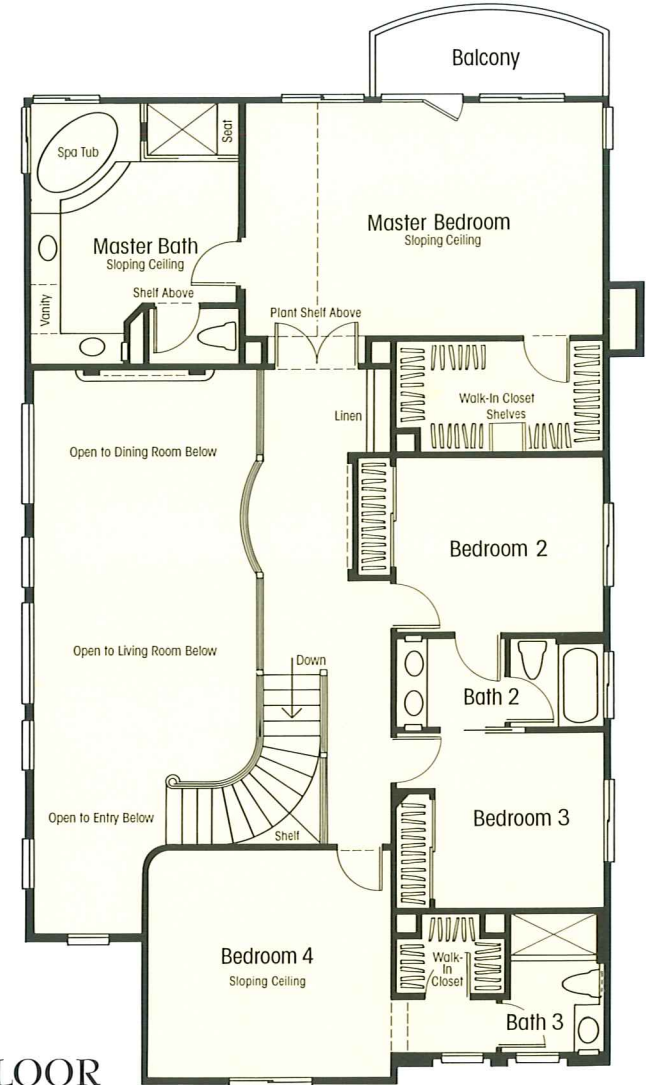 Balcony
Spa Tub
Seat
Master Bath
Sloping Ceiling
Shelf Above
Vanity
Master Bedroom
Sloping Ceiling
Plant Shelf Above
Linen
Walk-In Closet
Shelves
Open to Dining Room Below
Bedroom 2
Open to Living Room Below
Down
Bath 2
Open to Entry Below
Shelf
Bedroom 3
Bedroom 4
Sloping Ceiling
Walk-
In
Closet
Bath 3
LOOR